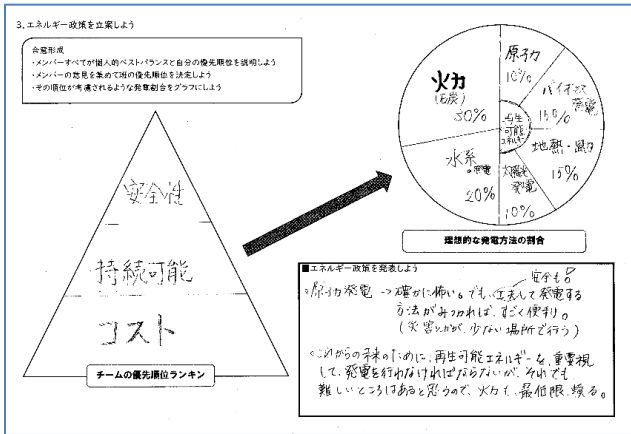 3. エネルギー政策を立案しよう
合意形成
・メンバーすべてが個人的ベストバランスと自分の優先順位を説明しよう
・メンバーの意見を集めて班の優先順位を決定しよう
・その順位が考慮されるような発電割合をグラフにしよう
安全性
持続可能
コスト
チームの優先順位ランキン
原子力
10%
バイオマス
発電
15%
地熱・風力
15%
太陽光
発電
10%
水系
発電
20%
火力
(石炭)
30%
再生
可能
エネルギー
理想的な発電方法の割合
■エネルギー政策を発表しよう
安全も
・原子力発電 → 確かに怖い。でも、工夫して発電する
方法がみつかれば、すごく便利。
(災害とかが、少ない場所で行う)
・これからの未来のために、再生可能エネルギーを、重要視
して、発電を行わなければならないが、それでも
難しいところはあると思うので、火力も、最低限、頼る。